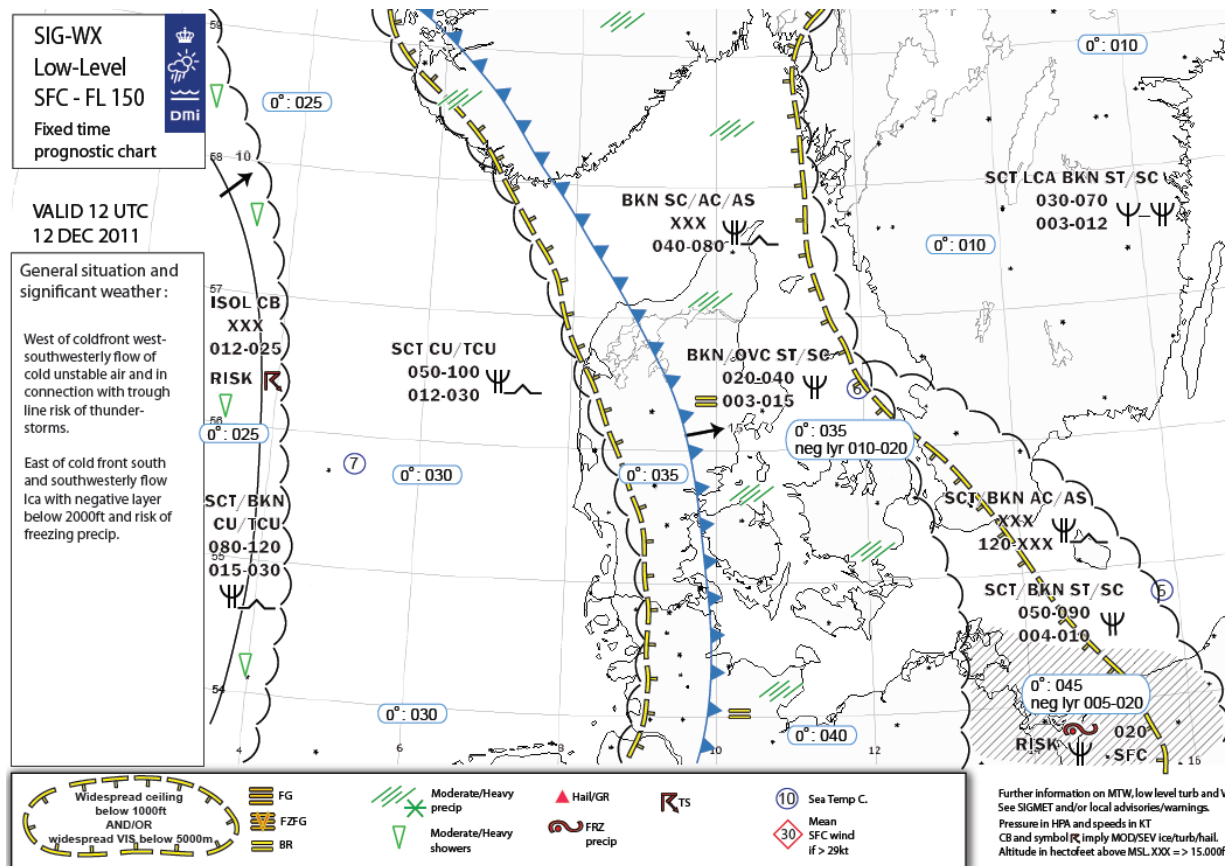 SIG-WX
Low-Level
SFC - FL 150
Fixed time
prognostic chart
DMI
VALID 12 UTC
12 DEC 2011
General situation and
significant weather :
West of coldfront west-
southwesterly flow of
cold unstable air and in
connection with trough
line risk of thunder-
storms.
East of cold front south
and southwesterly flow
lca with negative layer
below 2000ft and risk of
freezing precip.
59
58
57
56
55
54
10
0°: 025
ISOL CB
XXX
012-025
RISK
0°: 025
SCT/BKN
CU/TCU
080-120
015-030
SCT CU/TCU
050-100
012-030
7
0°: 030
0°: 030
BKN SC/AC/AS
XXX
040-080
BKN/OVC ST/SC
020-040
003-015
15
6
0°: 035
neg lyr 010-020
0°: 035
0°: 010
SCT LCA BKN ST/SC
030-070
003-012
0°: 010
SCT/BKN AC/AS
XXX
120-XXX
SCT/BKN ST/SC
050-090
004-010
0°: 045
neg lyr 005-020
RISK
020
SFC
0°: 040
4
6
8
10
12
16
Widespread ceiling
below 1000ft
AND/OR
widespread VIS below 5000m
FG
FZFG
BR
Moderate/Heavy
precip
Moderate/Heavy
showers
Hail/GR
FRZ
precip
TS
10
Sea Temp C.
30
Mean
SFC wind
if > 29kt
Further information on MTW, low level turb and V
See SIGMET and/or local advisories/warnings.
Pressure in HPA and speeds in KT
CB and symbol imply MOD/SEV ice/turb/hail.
Altitude in hectofeet above MSL. XXX = > 15.000f